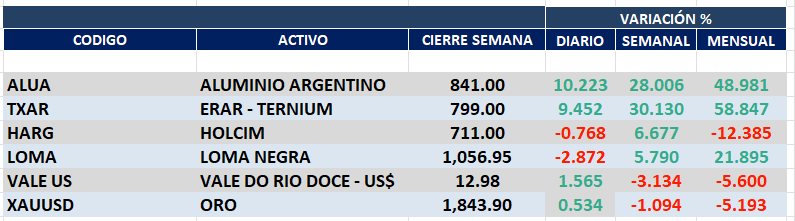 VARIACIÓN %
CODIGO ACTIVO CIERRE SEMANA DIARIO SEMANAL MENSUAL
ALUA ALUMINIO ARGENTINO 841.00 10.223 28.006 48.981
TXAR ERAR - TERNIUM 799.00 9.452 30.130 58.847
HARG HOLCIM 711.00 -0.768 6.677 -12.385
LOMA LOMA NEGRA 1,056.95 -2.872 5.790 21.895
VALE US VALE DO RIO DOCE - US$ 12.98 1.565 -3.134 -5.600
XAUUSD ORO 1,843.90 0.534 -1.094 -5.193